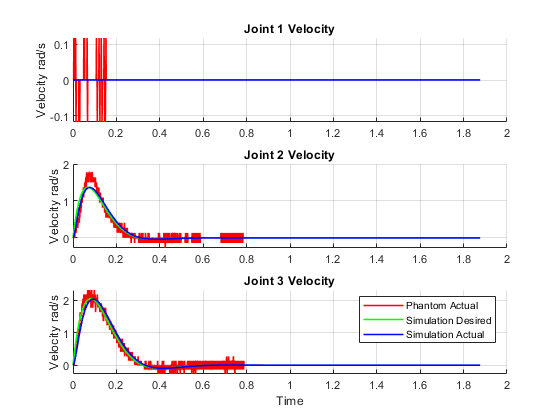 Joint 1 Velocity
Velocity rad/s
0.1
0
-0.1
0 0.2 0.4 0.6 0.8 1 1.2 1.4 1.6 1.8 2
Joint 2 Velocity
Velocity rad/s
2
1
0
0 0.2 0.4 0.6 0.8 1 1.2 1.4 1.6 1.8 2
Joint 3 Velocity
Velocity rad/s
2
1
0
Phantom Actual
Simulation Desired
Simulation Actual
0 0.2 0.4 0.6 0.8 1 1.2 1.4 1.6 1.8 2
Time